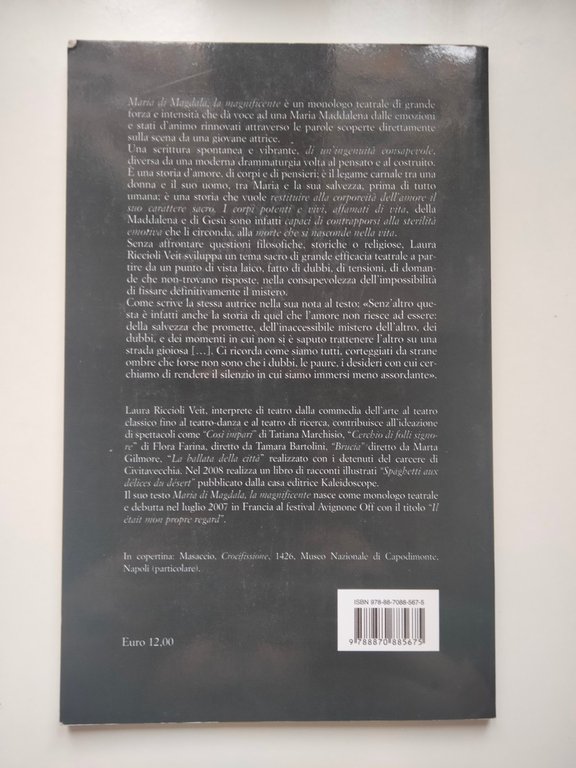 Maria di Magdala, la magnificente è un monologo teatrale di grande
forza e intensità che dà voce ad una Maria Maddalena dalle emozioni
e stati d'animo rinnovati attraverso le parole scoperte direttamente
sulla scena da una giovane attrice.
Una scrittura spontanea e vibrante, di un'ingenuità consapevole,
diversa da una moderna drammaturgia volta al pensato e al costruito.
È una storia d'amore, di corpi e di pensieri; è il legame carnale tra una
donna e il suo uomo, tra Maria e la sua salvezza, prima di tutto
umana; è una storia che vuole restituire alla corporeità dell'amore il
suo carattere sacro. I corpi potenti e vivi, affamati di vita, della
Maddalena e di Gesù sono infatti capaci di contrapporsi alla sterilità
emotiva che li circonda, alla morte che si nasconde nella vita.
Senza affrontare questioni filosofiche, storiche o religiose, Laura
Riccioli Veit sviluppa un tema sacro di grande efficacia teatrale a par-
tire da un punto di vista laico, fatto di dubbi, di tensioni, di doman-
de che non trovano risposte, nella consapevolezza dell'impossibilità
di fissare definitivamente il mistero.
Come scrive la stessa autrice nella sua nota al testo: «Senz'altro que-
sta è infatti anche la storia di quel che l'amore non riesce ad essere:
della salvezza che promette, dell'inaccessibile mistero dell'altro, dei
dubbi, e dei momenti in cui non si è saputo trattenere l'altro su una
strada gioiosa [...]. Ci ricorda come siamo tutti, corteggiati da strane
ombre che forse non sono che i dubbi, le paure, i desideri con cui cer-
chiamo di rendere il silenzio in cui siamo immersi meno assordante».
Laura Riccioli Veit, interprete di teatro dalla commedia dell'arte al teatro
classico fino al teatro-danza e al teatro di ricerca, contribuisce all'ideazione
di spettacoli come "Così impari" di Tatiana Marchisio, "Cerchio di folli signo-
re" di Flora Farina, diretto da Tamara Bartolini, "Brucia" diretto da Marta
Gilmore, "La ballata della città" realizzato con i detenuti del carcere di
Civitavecchia. Nel 2008 realizza un libro di racconti illustrati "Spaghetti aux
délices du désert" pubblicato dalla casa editrice Kaleidoscope.
Il suo testo Maria di Magdala, la magnificente nasce come monologo teatrale
e debutta nel luglio 2007 in Francia al festival Avignone Off con il titolo "Il
était mon propre regard".
In copertina: Masaccio, Crocifissione, 1426, Museo Nazionale di Capodimonte,
Napoli (particolare).
ISBN 978-88-7088-567-5
9 788870 885675
Euro 12,00